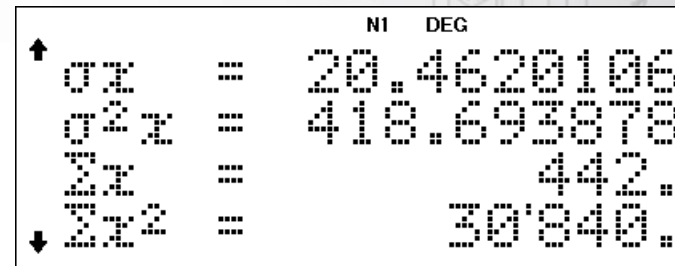 N1 DEG
σx = 20.4620106
σ²x = 418.693878
Σx = 442.
Σx² = 30'840.